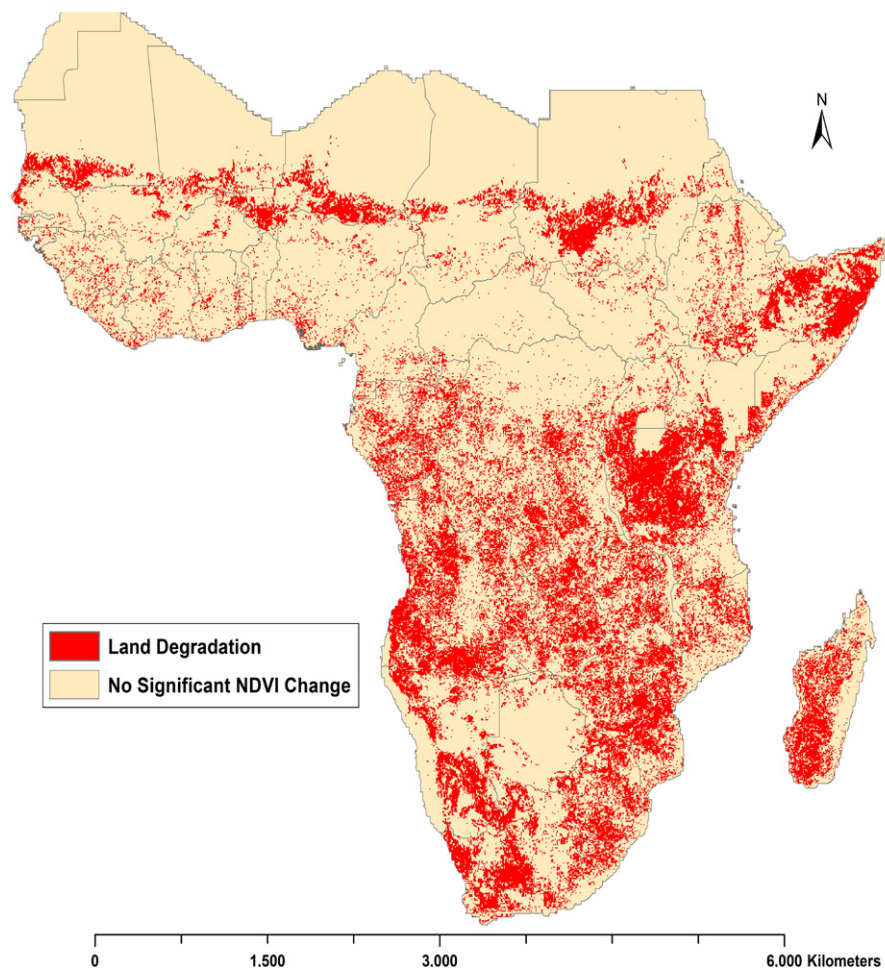 N
Land Degradation
No Significant NDVI Change
0 1.500 3.000 6.000 Kilometers